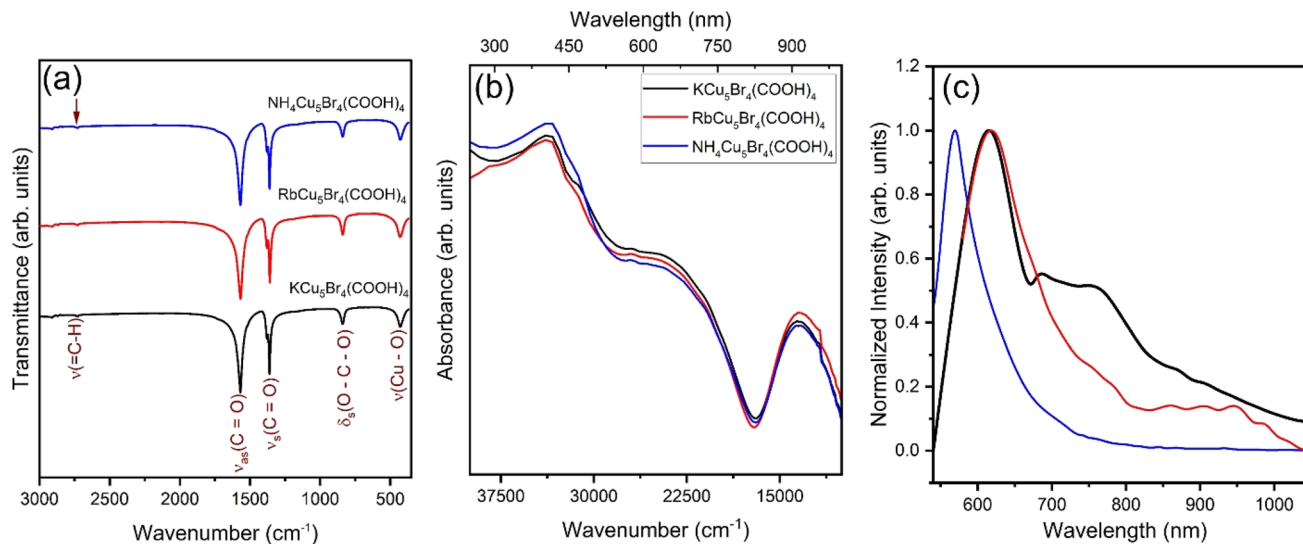 (a)
NH₄Cu₅Br₄(COOH)₄
RbCu₅Br₄(COOH)₄
KCu₅Br₄(COOH)₄
ν(=C-H)
νas(C = O)
νs(C = O)
δs(O - C - O)
ν(Cu - O)
Transmittance (arb. units)
3000 2500 2000 1500 1000 500
Wavenumber (cm⁻¹)
Wavelength (nm)
300 450 600 750 900
(b)
KCu₅Br₄(COOH)₄
RbCu₅Br₄(COOH)₄
NH₄Cu₅Br₄(COOH)₄
Absorbance (arb. units)
37500 30000 22500 15000
Wavenumber (cm⁻¹)
(c)
Normalized Intensity (arb. units)
1.2
1.0
0.8
0.6
0.4
0.2
0.0
600 700 800 900 1000
Wavelength (nm)